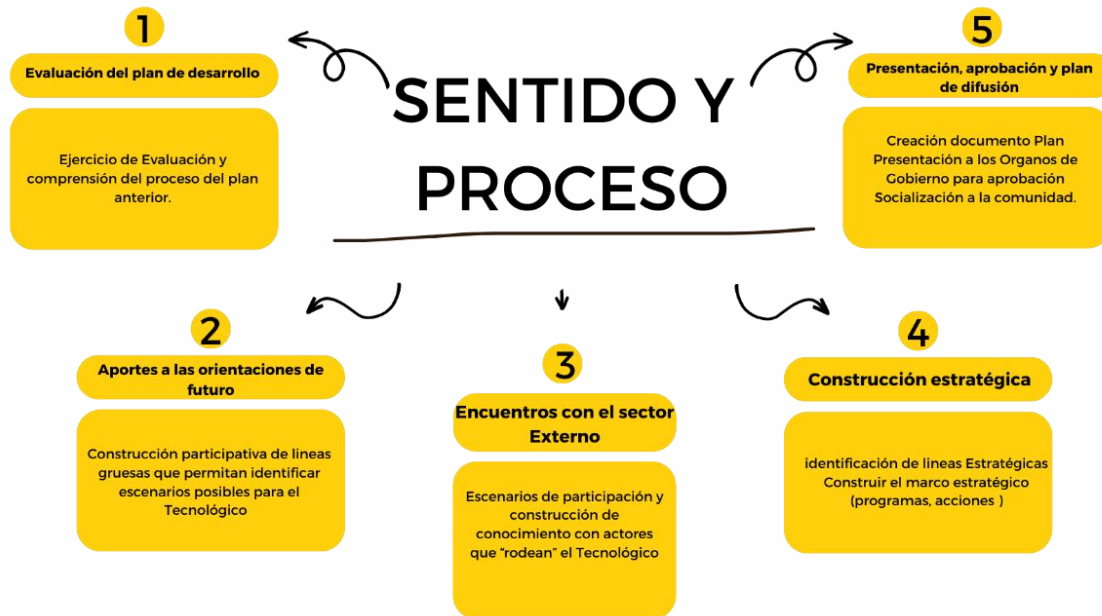 SENTIDO Y
PROCESO
1
Evaluación del plan de desarrollo
Ejercicio de Evaluación y
comprensión del proceso del plan
anterior.
2
Aportes a las orientaciones de
futuro
Construcción participativa de lineas
gruesas que permitan identificar
escenarios posibles para el
Tecnológico
3
Encuentros con el sector
Externo
Escenarios de participación y
construcción de
conocimiento con actores
que “rodean” el Tecnológico
4
Construcción estratégica
identificación de lineas Estratégicas
Construir el marco estratégico
(programas, acciones )
5
Presentación, aprobación y plan
de difusión
Creación documento Plan
Presentación a los Organos de
Gobierno para aprobación
Socialización a la comunidad.